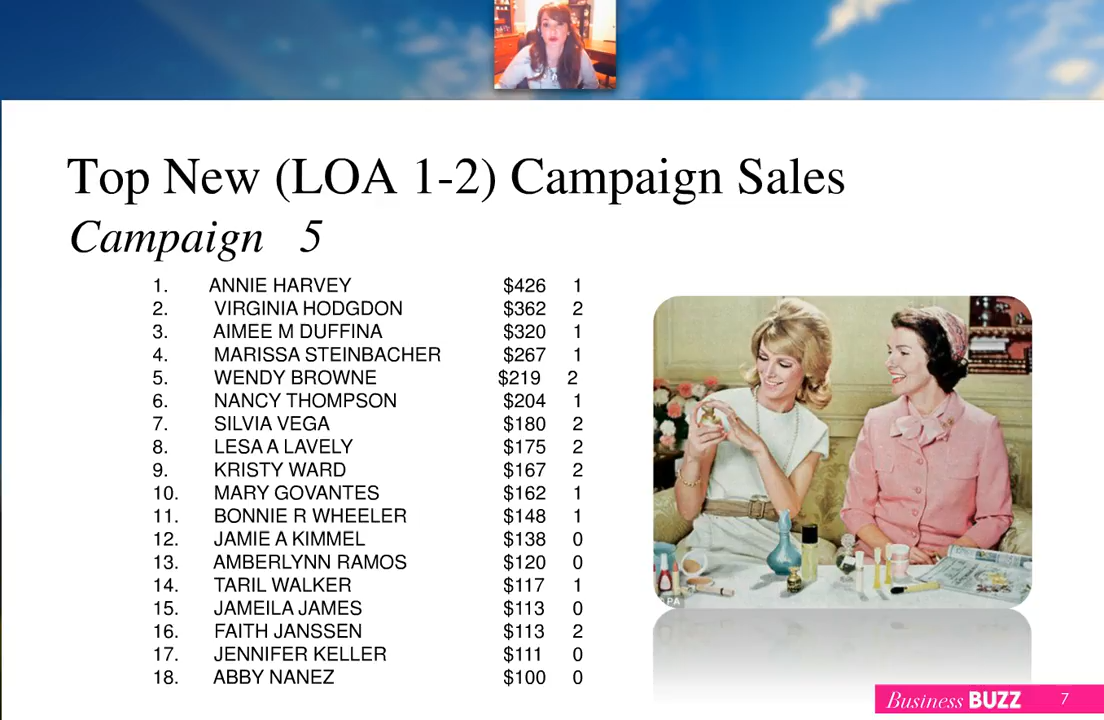 Top New (LOA 1-2) Campaign Sales
Campaign 5
1. ANNIE HARVEY $426 1
2. VIRGINIA HODGDON $362 2
3. AIMEE M DUFFINA $320 1
4. MARISSA STEINBACHER $267 1
5. WENDY BROWNE $219 2
6. NANCY THOMPSON $204 1
7. SILVIA VEGA $180 2
8. LESA A LAVELY $175 2
9. KRISTY WARD $167 2
10. MARY GOVANTES $162 1
11. BONNIE R WHEELER $148 1
12. JAMIE A KIMMEL $138 0
13. AMBERLYNN RAMOS $120 0
14. TARIL WALKER $117 1
15. JAMEILA JAMES $113 0
16. FAITH JANSSEN $113 2
17. JENNIFER KELLER $111 0
18. ABBY NANEZ $100 0
PA
Business BUZZ 7